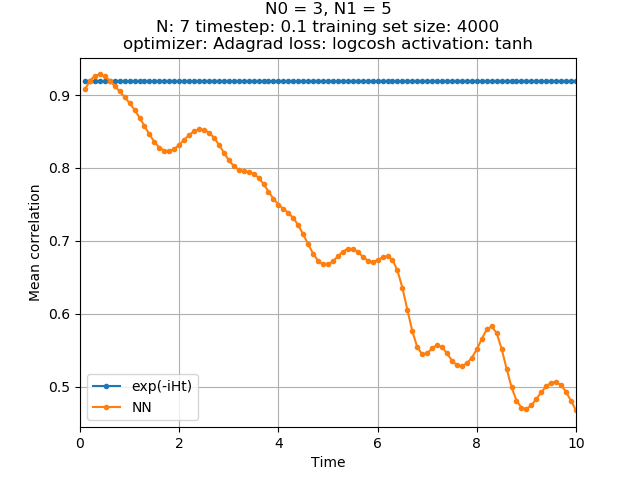 N0 = 3, N1 = 5
N: 7 timestep: 0.1 training set size: 4000
optimizer: Adagrad loss: logcosh activation: tanh
0.9
0.8
0.7
0.6
0.5
Mean correlation
exp(-iHt)
NN
0 2 4 6 8 10
Time